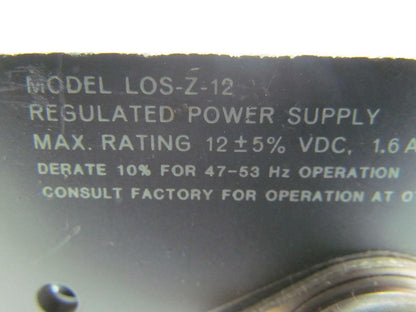 MODEL LOS-Z-12
REGULATED POWER SUPPLY
MAX. RATING 12±5% VDC, 1.6A
DERATE 10% FOR 47-53 Hz OPERATION
CONSULT FACTORY FOR OPERATION AT